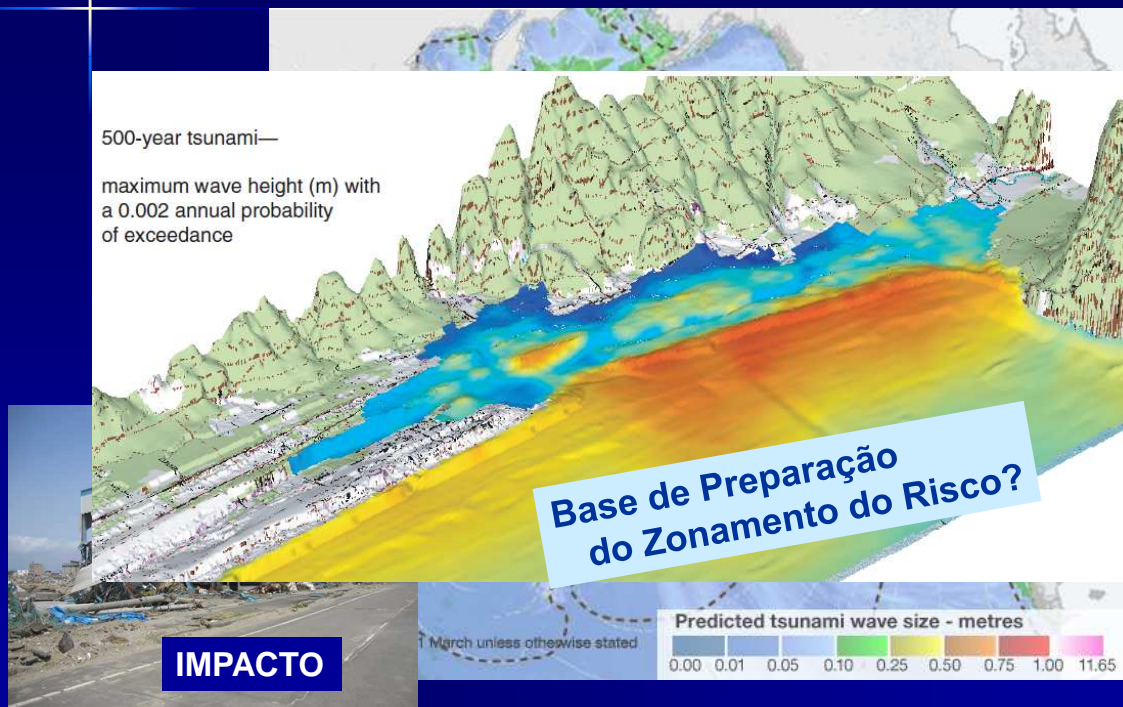 500-year tsunami—
maximum wave height (m) with
a 0.002 annual probability
of exceedance
Base de Preparação
do Zonamento do Risco?
IMPACTO
1 March unless otherwise stated
Predicted tsunami wave size - metres
0.00 0.01 0.05 0.10 0.25 0.50 0.75 1.00 11.65